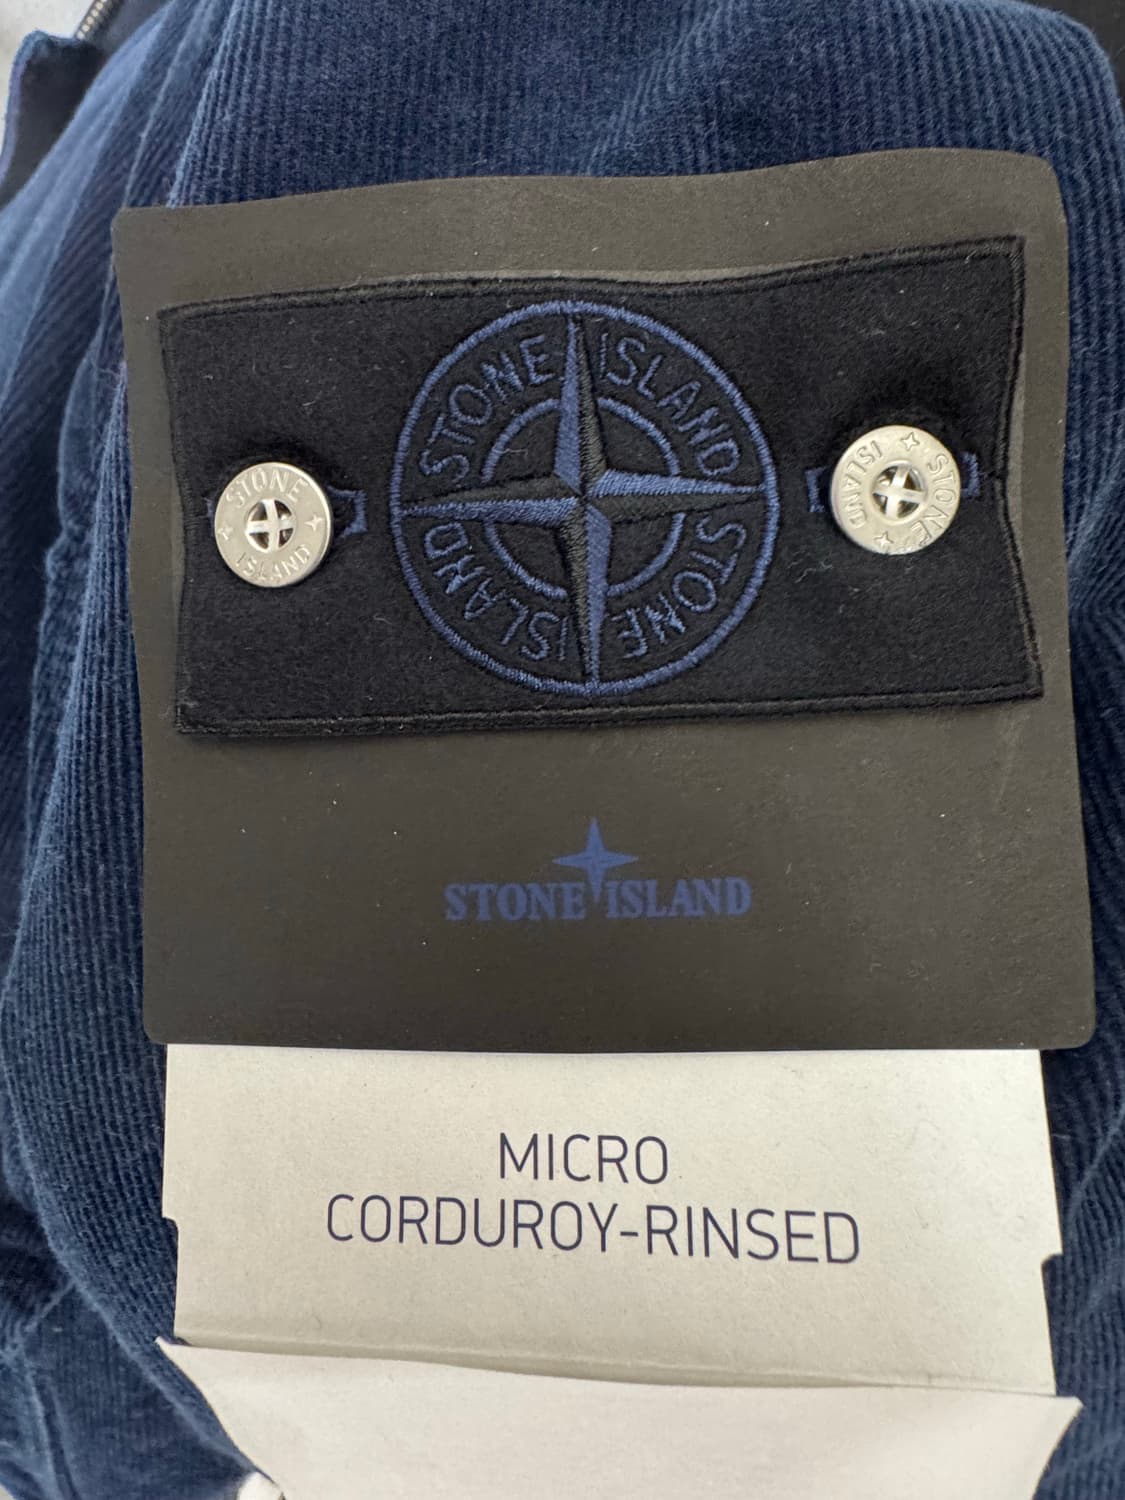 STONE ISLAND
ISLAND STONE
STONE
ISLAND
STONE
ISLAND
STONE ISLAND
MICRO
CORDUROY-RINSED